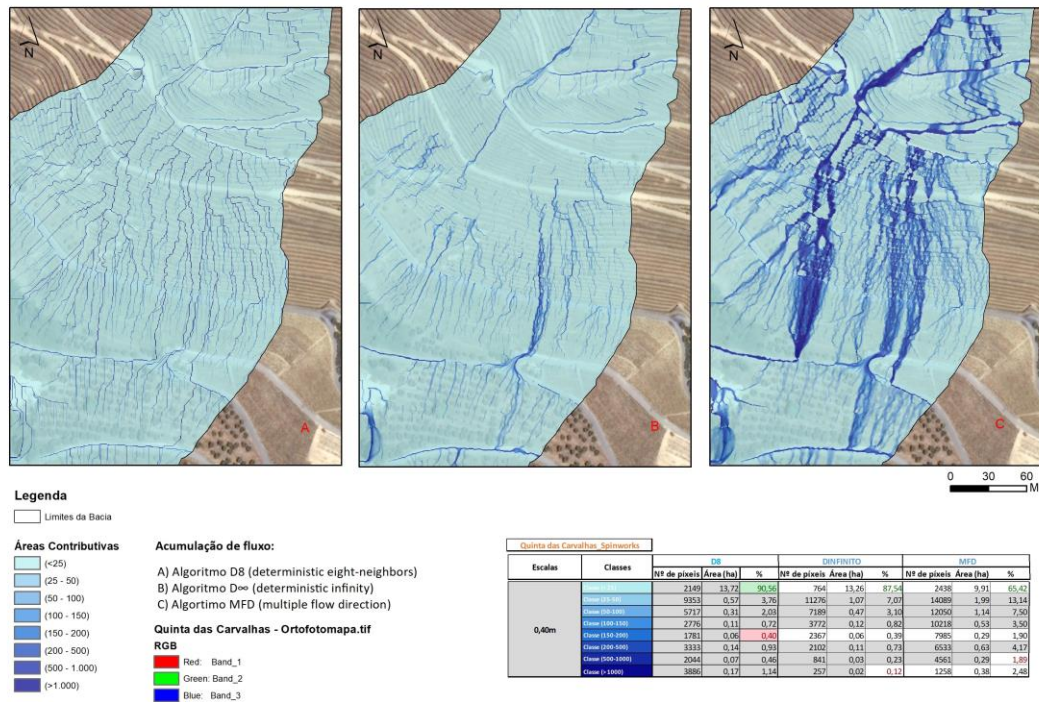 N
N
N
A
B
C
0 30 60
M
Legenda
Limites da Bacia
Áreas Contributivas
(<25)
(25 - 50)
(50 - 100)
(100 - 150)
(150 - 200)
(200 - 500)
(500 - 1.000)
(>1.000)
Acumulação de fluxo:
A) Algoritmo D8 (deterministic eight-neighbors)
B) Algoritmo D∞ (deterministic infinity)
C) Algortimo MFD (multiple flow direction)
Quinta das Carvalhas - Ortofotomapa.tif
RGB
Red: Band_1
Green: Band_2
Blue: Band_3
Quinta das Carvalhas_Spinworks
Escalas Classes D8 DINFINITO MFD
Nº de píxeis Área (ha) % Nº de píxeis Área (ha) % Nº de píxeis Área (ha) %
2149 13,72 90,56 764 13,26 87,54 2438 9,91 65,42
Classe (25-50) 9353 0,57 3,76 11276 1,07 7,07 14089 1,99 13,14
Classe (50-100) 5717 0,31 2,03 7189 0,47 3,10 12050 1,14 7,50
Classe (100-150) 2776 0,11 0,72 3772 0,12 0,82 10218 0,53 3,50
0,40m Classe (150-200) 1781 0,06 0,40 2367 0,06 0,39 7985 0,29 1,90
Classe (200-500) 3333 0,14 0,93 2102 0,11 0,73 6533 0,63 4,17
Classe (500-1000) 2044 0,07 0,46 841 0,03 0,23 4561 0,29 1,89
Classe (>1000) 3886 0,17 1,14 257 0,02 0,12 1258 0,38 2,48